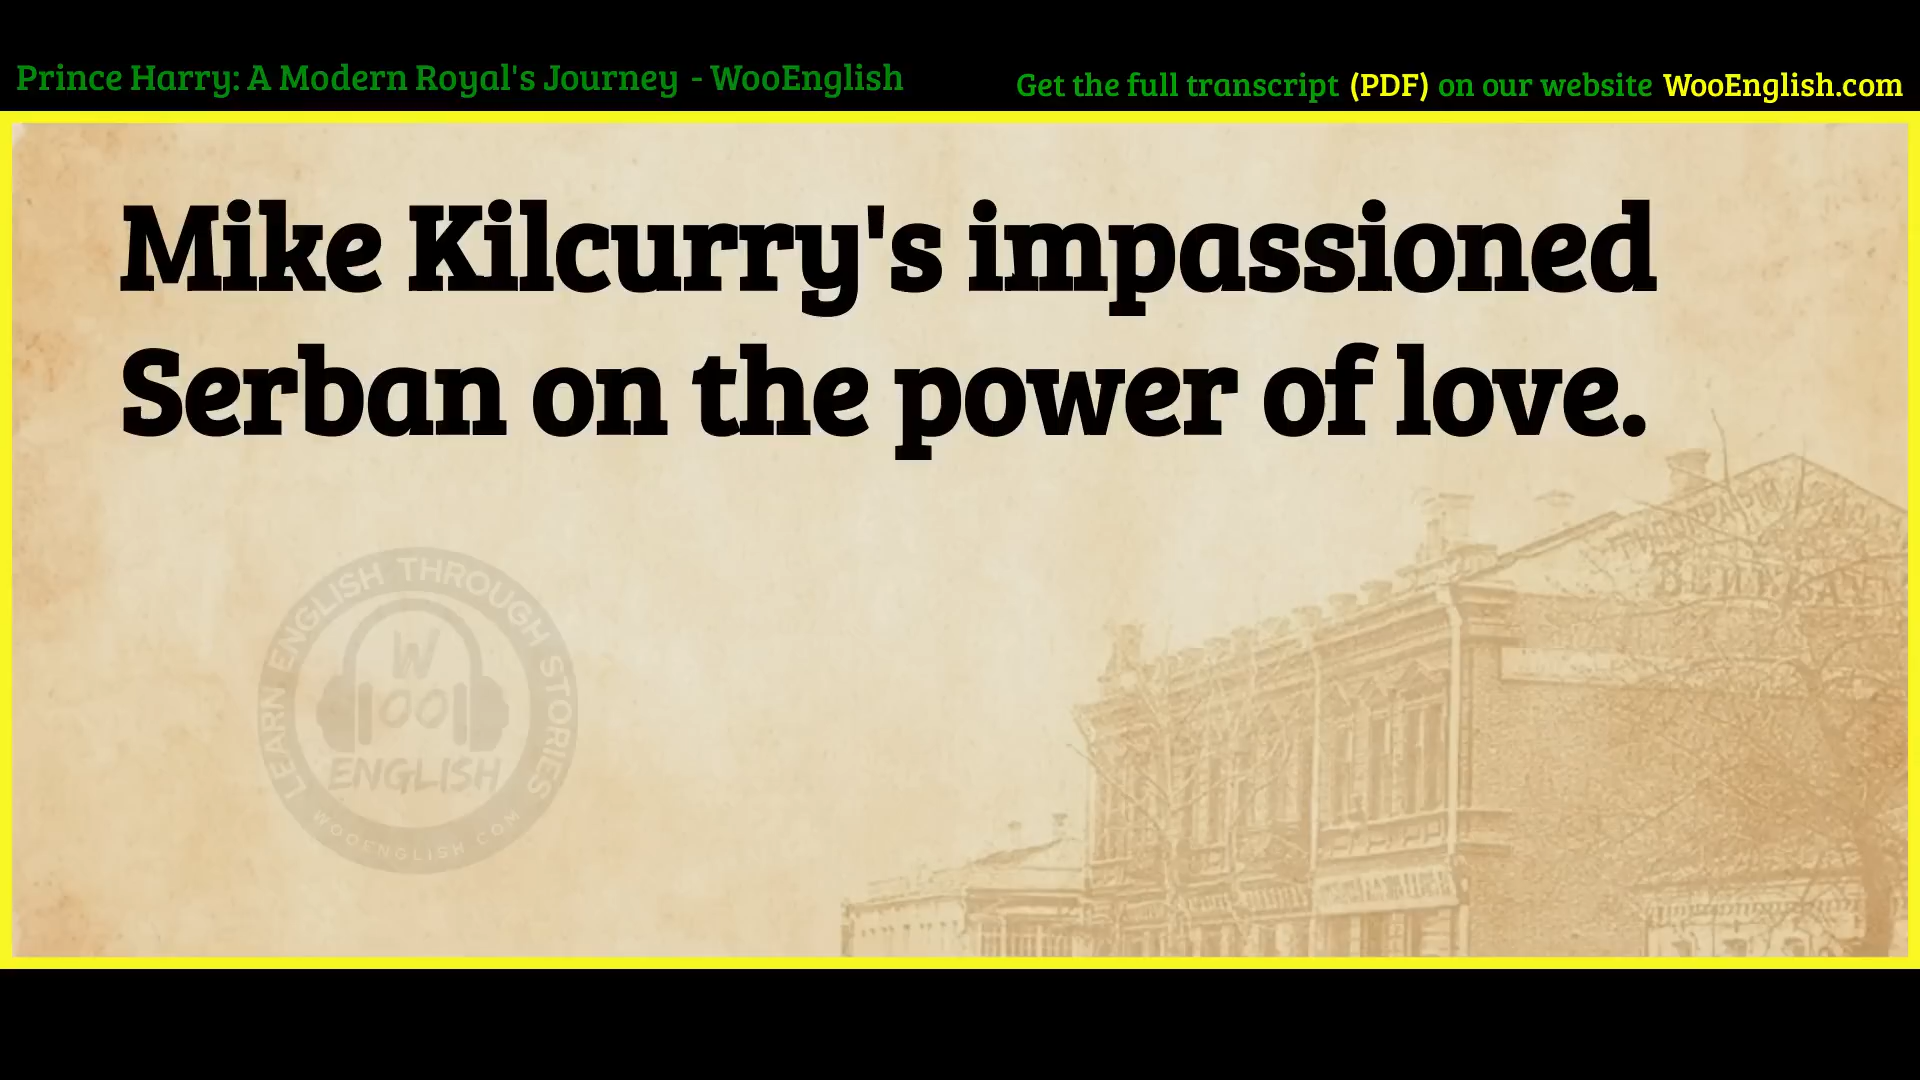 Prince Harry: A Modern Royal's Journey - WooEnglish
Get the full transcript (PDF) on our website WooEnglish.com
Mike Kilcurry's impassioned
Serban on the power of love.
LEARN ENGLISH THROUGH STORIES
W
OO
ENGLISH
WOOENGLISH.COM